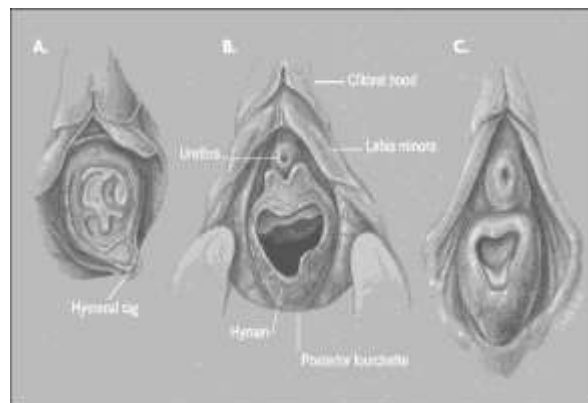 A.
B.
C.
Clitoral hood
Urethra
Labia minora
Hymenal tag
Hymen
Posterior fourchette